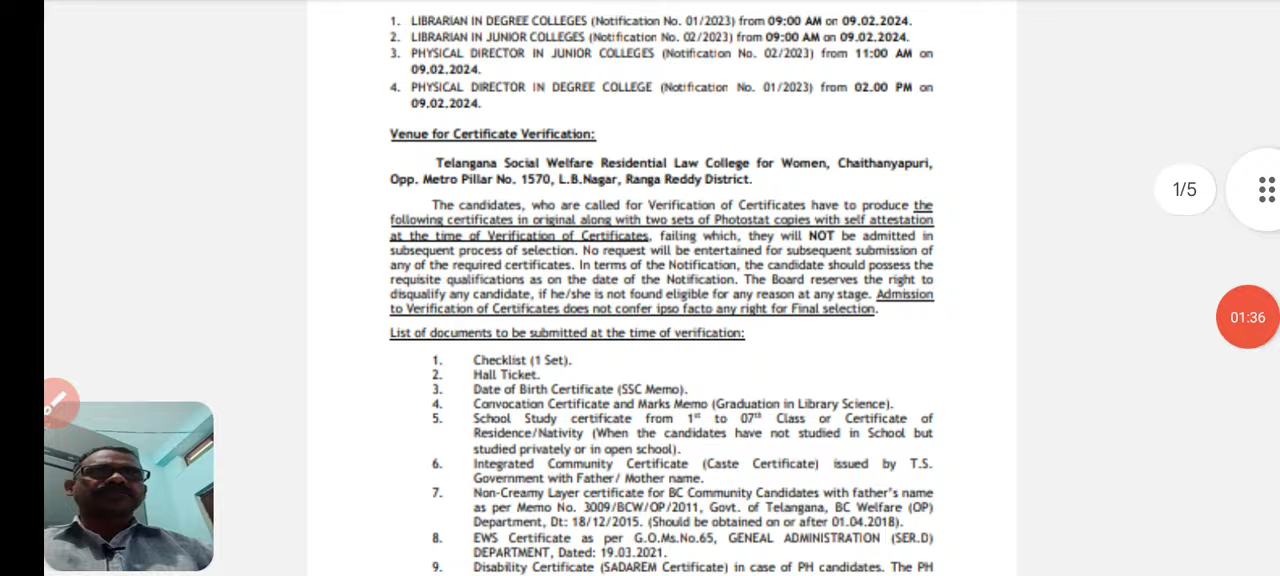 1. LIBRARIAN IN DEGREE COLLEGES (Notification No. 01/2023) from 09:00 AM on 09.02.2024.
2. LIBRARIAN IN JUNIOR COLLEGES (Notification No. 02/2023) from 09:00 AM on 09.02.2024.
3. PHYSICAL DIRECTOR IN JUNIOR COLLEGES (Notification No. 02/2023) from 11:00 AM on
09.02.2024.
4. PHYSICAL DIRECTOR IN DEGREE COLLEGE (Notification No. 01/2023) from 02.00 PM on
09.02.2024.
Venue for Certificate Verification:
Telangana Social Welfare Residential Law College for Women, Chaithanyapuri,
Opp. Metro Pillar No. 1570, L.B.Nagar, Ranga Reddy District.
1/5
The candidates, who are called for Verification of Certificates have to produce the
following certificates in original along with two sets of Photostat copies with self attestation
at the time of Verification of Certificates, failing which, they will NOT be admitted in
subsequent process of selection. No request will be entertained for subsequent submission of
any of the required certificates. In terms of the Notification, the candidate should possess the
requisite qualifications as on the date of the Notification. The Board reserves the right to
disqualify any candidate, if he/she is not found eligible for any reason at any stage. Admission
to Verification of Certificates does not confer ipso facto any right for Final selection.
01:36
List of documents to be submitted at the time of verification:
1. Checklist (1 Set).
2. Hall Ticket.
3. Date of Birth Certificate (SSC Memo).
4. Convocation Certificate and Marks Memo (Graduation in Library Science).
5. School Study certificate from 1st to 07th Class or Certificate of
Residence/Nativity (When the candidates have not studied in School but
studied privately or in open school).
6. Integrated Community Certificate (Caste Certificate) issued by T.S.
Government with Father/ Mother name.
7. Non-Creamy Layer certificate for BC Community Candidates with father's name
as per Memo No. 3009/BCW/OP/2011, Govt. of Telangana, BC Welfare (OP)
Department, Dt: 18/12/2015. (Should be obtained on or after 01.04.2018).
8. EWS Certificate as per G.O.Ms.No.65, GENEAL ADMINISTRATION (SER.D)
DEPARTMENT, Dated: 19.03.2021.
9. Disability Certificate (SADAREM Certificate) in case of PH candidates. The PH